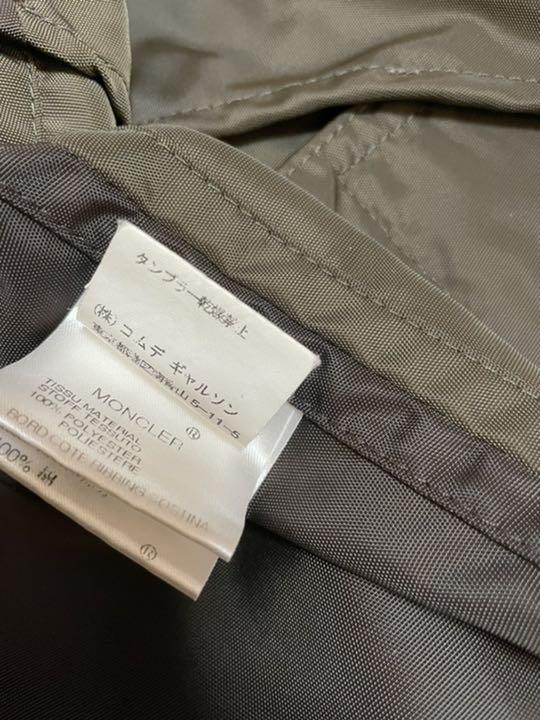 タンブラー乾燥禁止
(株)コムデ ギャルソン
東京都港区南青山5-11-5
MONCLER ®
TISSU MATERIAL
STOFF TESSUTO
100% POLYESTER
POLIESTERE
BORD COTE RIBBING COSTINA
100% 綿
®